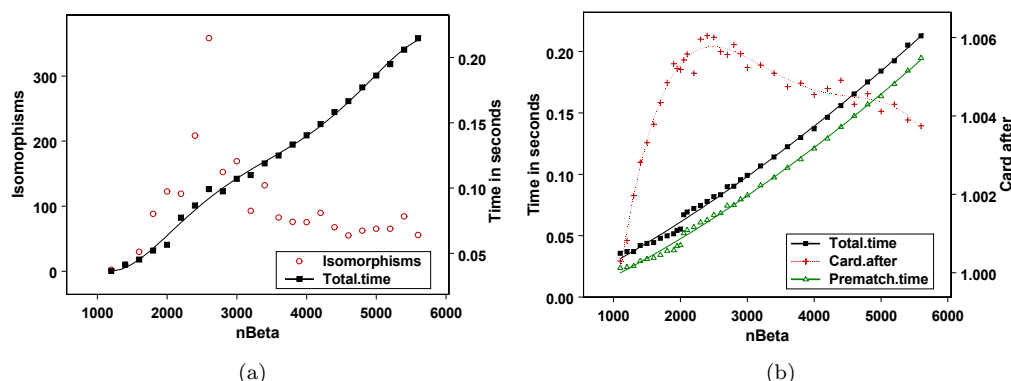 Isomorphisms
300
200
100
0
1000
2000
3000
4000
5000
6000
nBeta
0.20
0.15
0.10
0.05
Time in seconds
Isomorphisms
Total.time
(a)
Time in seconds
0.20
0.15
0.10
0.05
0.00
1000
2000
3000
4000
5000
6000
nBeta
1.006
1.004
1.002
1.000
Card.after
Total.time
Card.after
Prematch.time
(b)